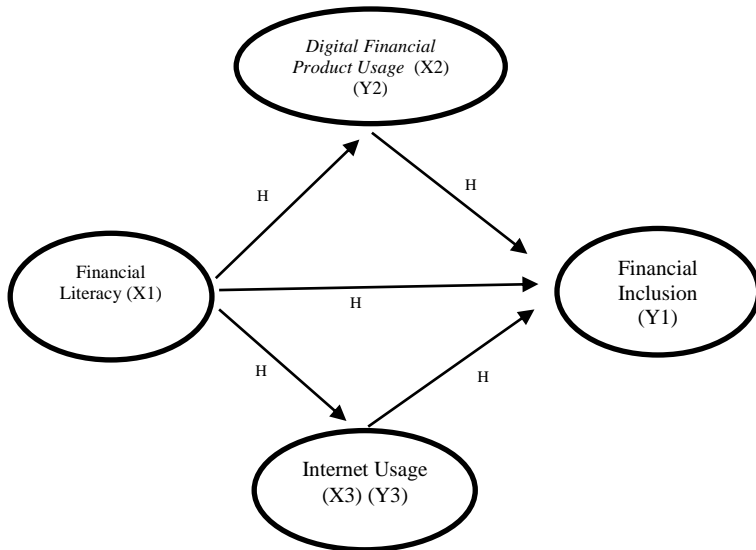 Digital Financial
Product Usage (X2)
(Y2)
H
H
Financial
Literacy (X1)
H
Financial
Inclusion
(Y1)
H
H
Internet Usage
(X3) (Y3)